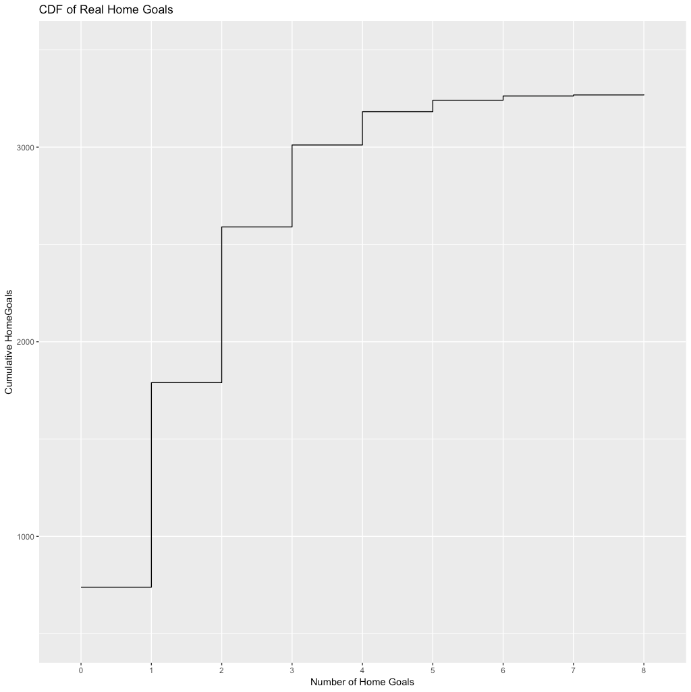 CDF of Real Home Goals
3000
2000
1000
Cumulative HomeGoals
0 1 2 3 4 5 6 7 8
Number of Home Goals